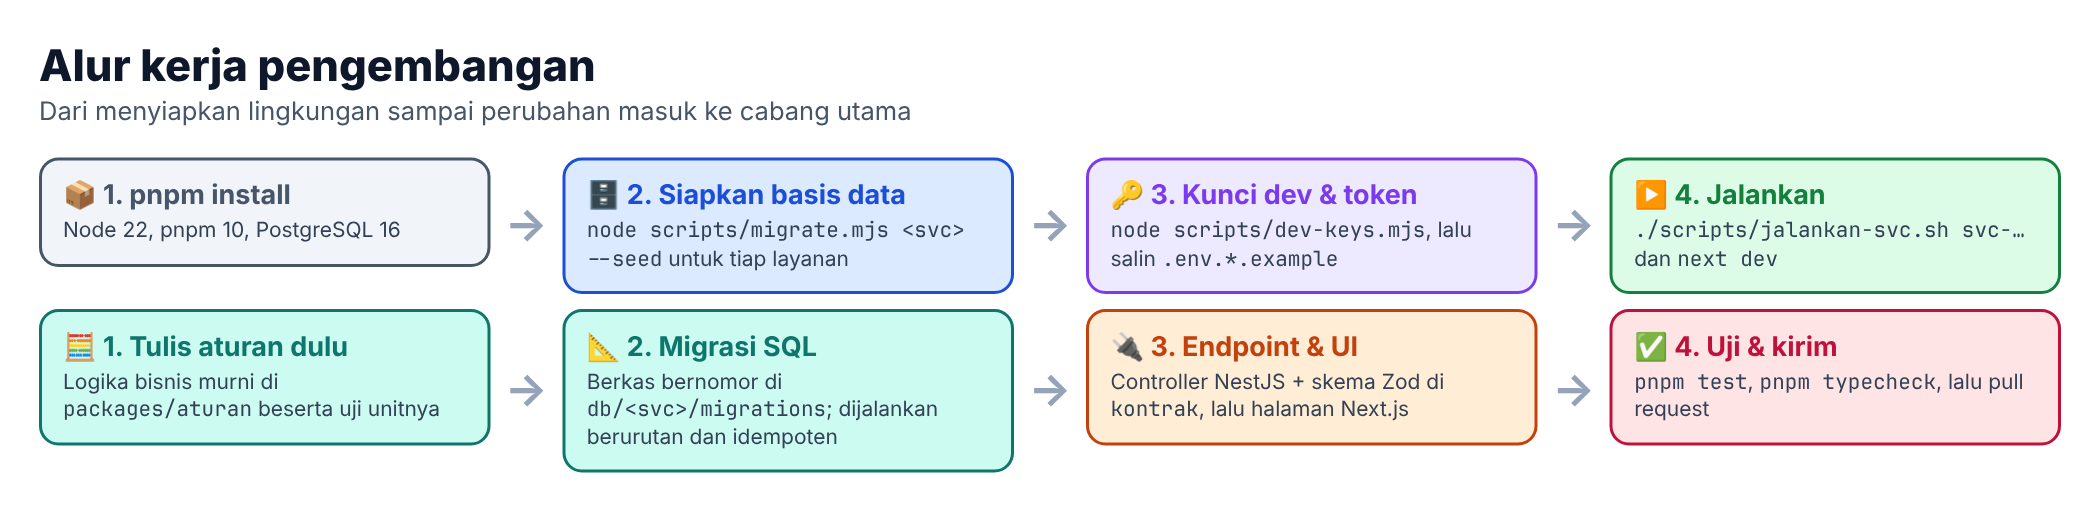 Alur kerja pengembangan
Dari menyiapkan lingkungan sampai perubahan masuk ke cabang utama
📦 1. pnpm install
Node 22, pnpm 10, PostgreSQL 16
→
🗄️ 2. Siapkan basis data
node scripts/migrate.mjs <svc>
--seed untuk tiap layanan
→
🔑 3. Kunci dev & token
node scripts/dev-keys.mjs, lalu
salin .env.*.example
→
▶️ 4. Jalankan
./scripts/jalankan-svc.sh svc-…
dan next dev
🧮 1. Tulis aturan dulu
Logika bisnis murni di
packages/aturan beserta uji unitnya
→
📐 2. Migrasi SQL
Berkas bernomor di
db/<svc>/migrations; dijalankan
berurutan dan idempoten
→
🔌 3. Endpoint & UI
Controller NestJS + skema Zod di
kontrak, lalu halaman Next.js
→
✅ 4. Uji & kirim
pnpm test, pnpm typecheck, lalu pull
request